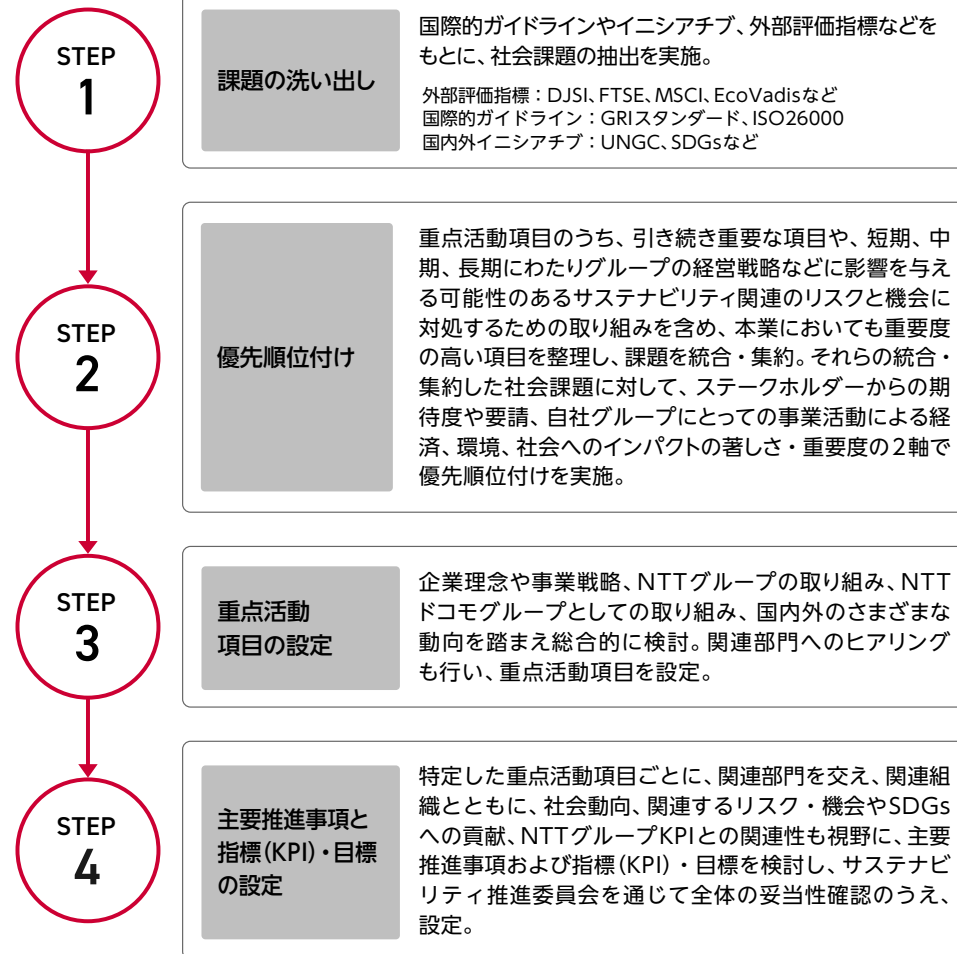 STEP
1
課題の洗い出し
国際的ガイドラインやイニシアチブ、外部評価指標などを
もとに、社会課題の抽出を実施。
外部評価指標：DJSI、FTSE、MSCI、EcoVadisなど
国際的ガイドライン：GRIスタンダード、ISO26000
国内外イニシアチブ：UNGC、SDGsなど
STEP
2
優先順位付け
重点活動項目のうち、引き続き重要な項目や、短期、中
期、長期にわたりグループの経営戦略などに影響を与え
る可能性のあるサステナビリティ関連のリスクと機会に
対処するための取り組みを含め、本業においても重要度
の高い項目を整理し、課題を統合・集約。それらの統合・
集約した社会課題に対して、ステークホルダーからの期
待度や要請、自社グループにとっての事業活動による経
済、環境、社会へのインパクトの著しさ・重要度の2軸で
優先順位付けを実施。
STEP
3
重点活動
項目の設定
企業理念や事業戦略、NTTグループの取り組み、NTT
ドコモグループとしての取り組み、国内外のさまざまな
動向を踏まえ総合的に検討。関連部門へのヒアリング
も行い、重点活動項目を設定。
STEP
4
主要推進事項と
指標(KPI)・目標
の設定
特定した重点活動項目ごとに、関連部門を交え、関連組
織とともに、社会動向、関連するリスク・機会やSDGs
への貢献、NTTグループKPIとの関連性も視野に、主要
推進事項および指標(KPI)・目標を検討し、サステナビ
リティ推進委員会を通じて全体の妥当性確認のうえ、
設定。